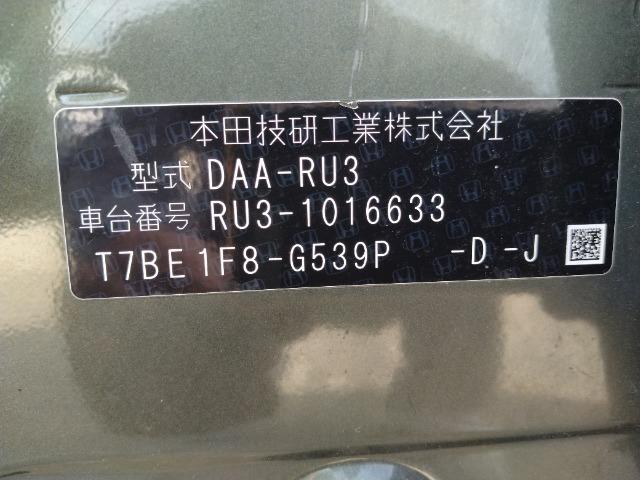 本田技研工業株式会社
型式 DAA-RU3
車台番号 RU3-1016633
T7BE1F8-G539P -D-J